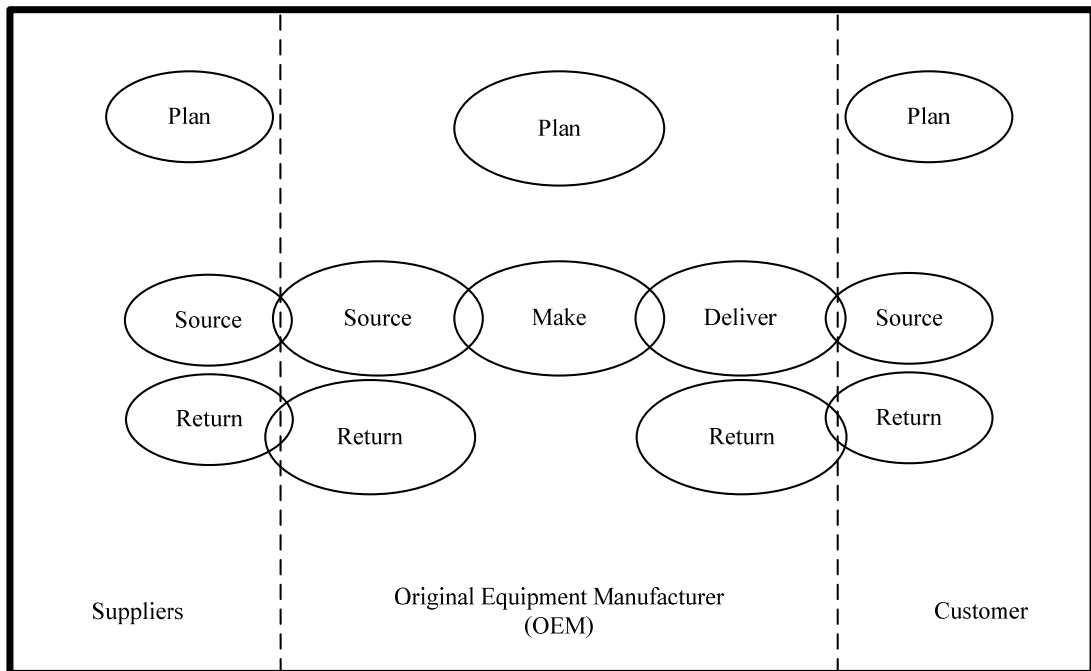 Plan
Plan
Plan
Source
Source
Make
Deliver
Source
Return
Return
Return
Return
Suppliers
Original Equipment Manufacturer
(OEM)
Customer